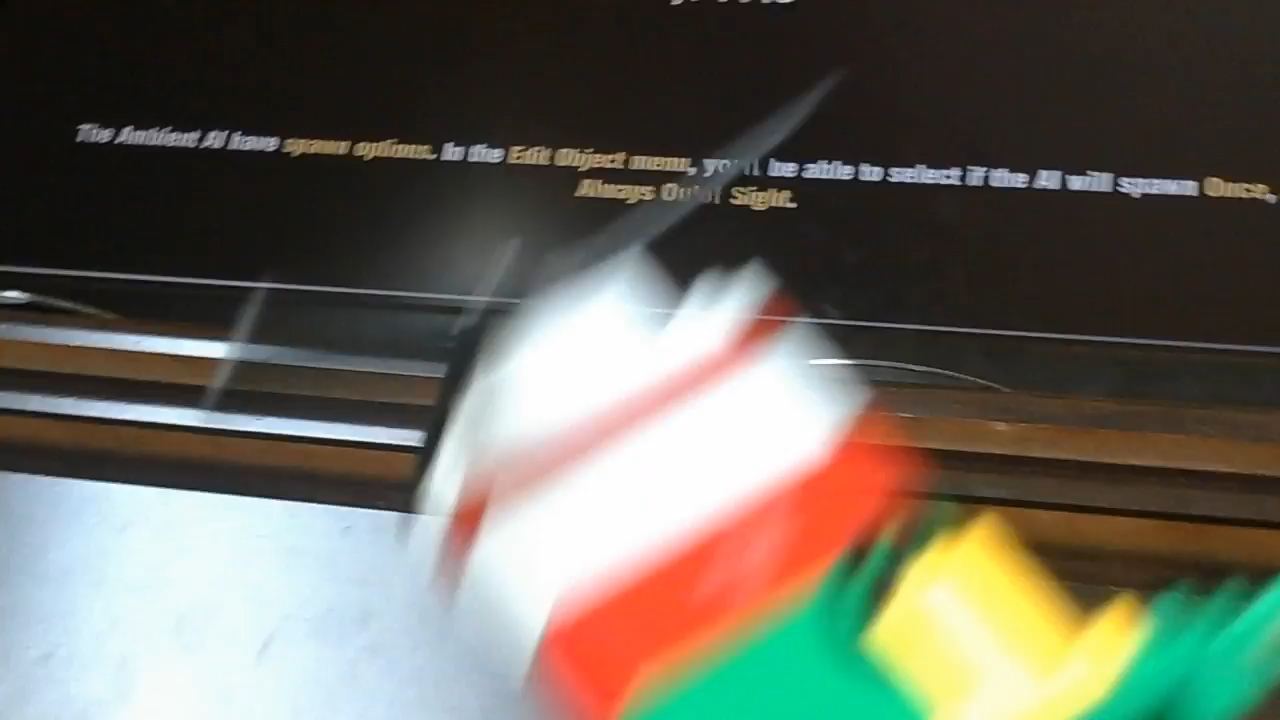 The Ambient AI have spawn options. In the Edit Object menu, you'll be able to select if the AI will spawn Once,
Always Out of Sight.